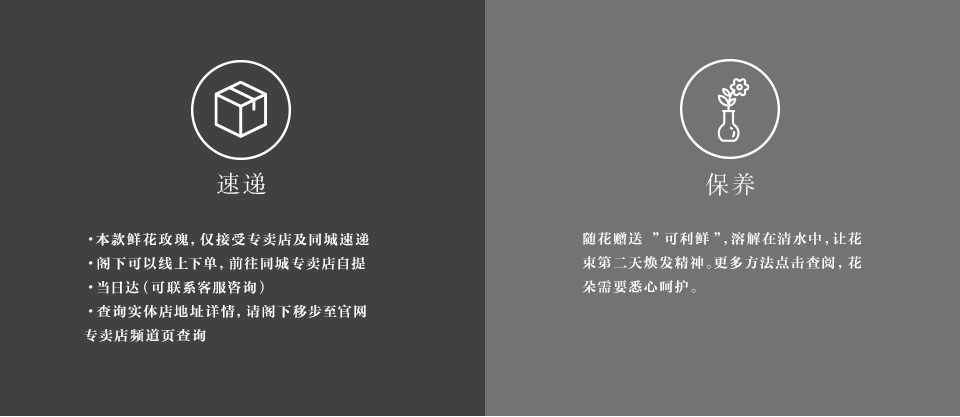 速递
·本款鲜花玫瑰，仅接受专卖店及同城速递
·阁下可以线上下单，前往同城专卖店自提
·当日达（可联系客服咨询）
·查询实体店地址详情，请阁下移步至官网
专卖店频道页查询
保养
随花赠送 ”可利鲜”，溶解在清水中，让花
束第二天焕发精神。更多方法点击查阅，花
朵需要悉心呵护。